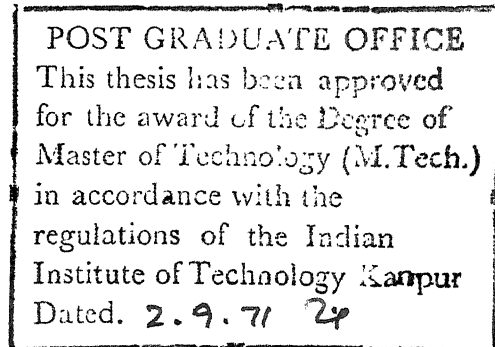 POST GRADUATE OFFICE
This thesis has been approved
for the award of the Degree of
Master of Technology (M.Tech.)
in accordance with the
regulations of the Indian
Institute of Technology Kanpur
Dated. 2.9.71